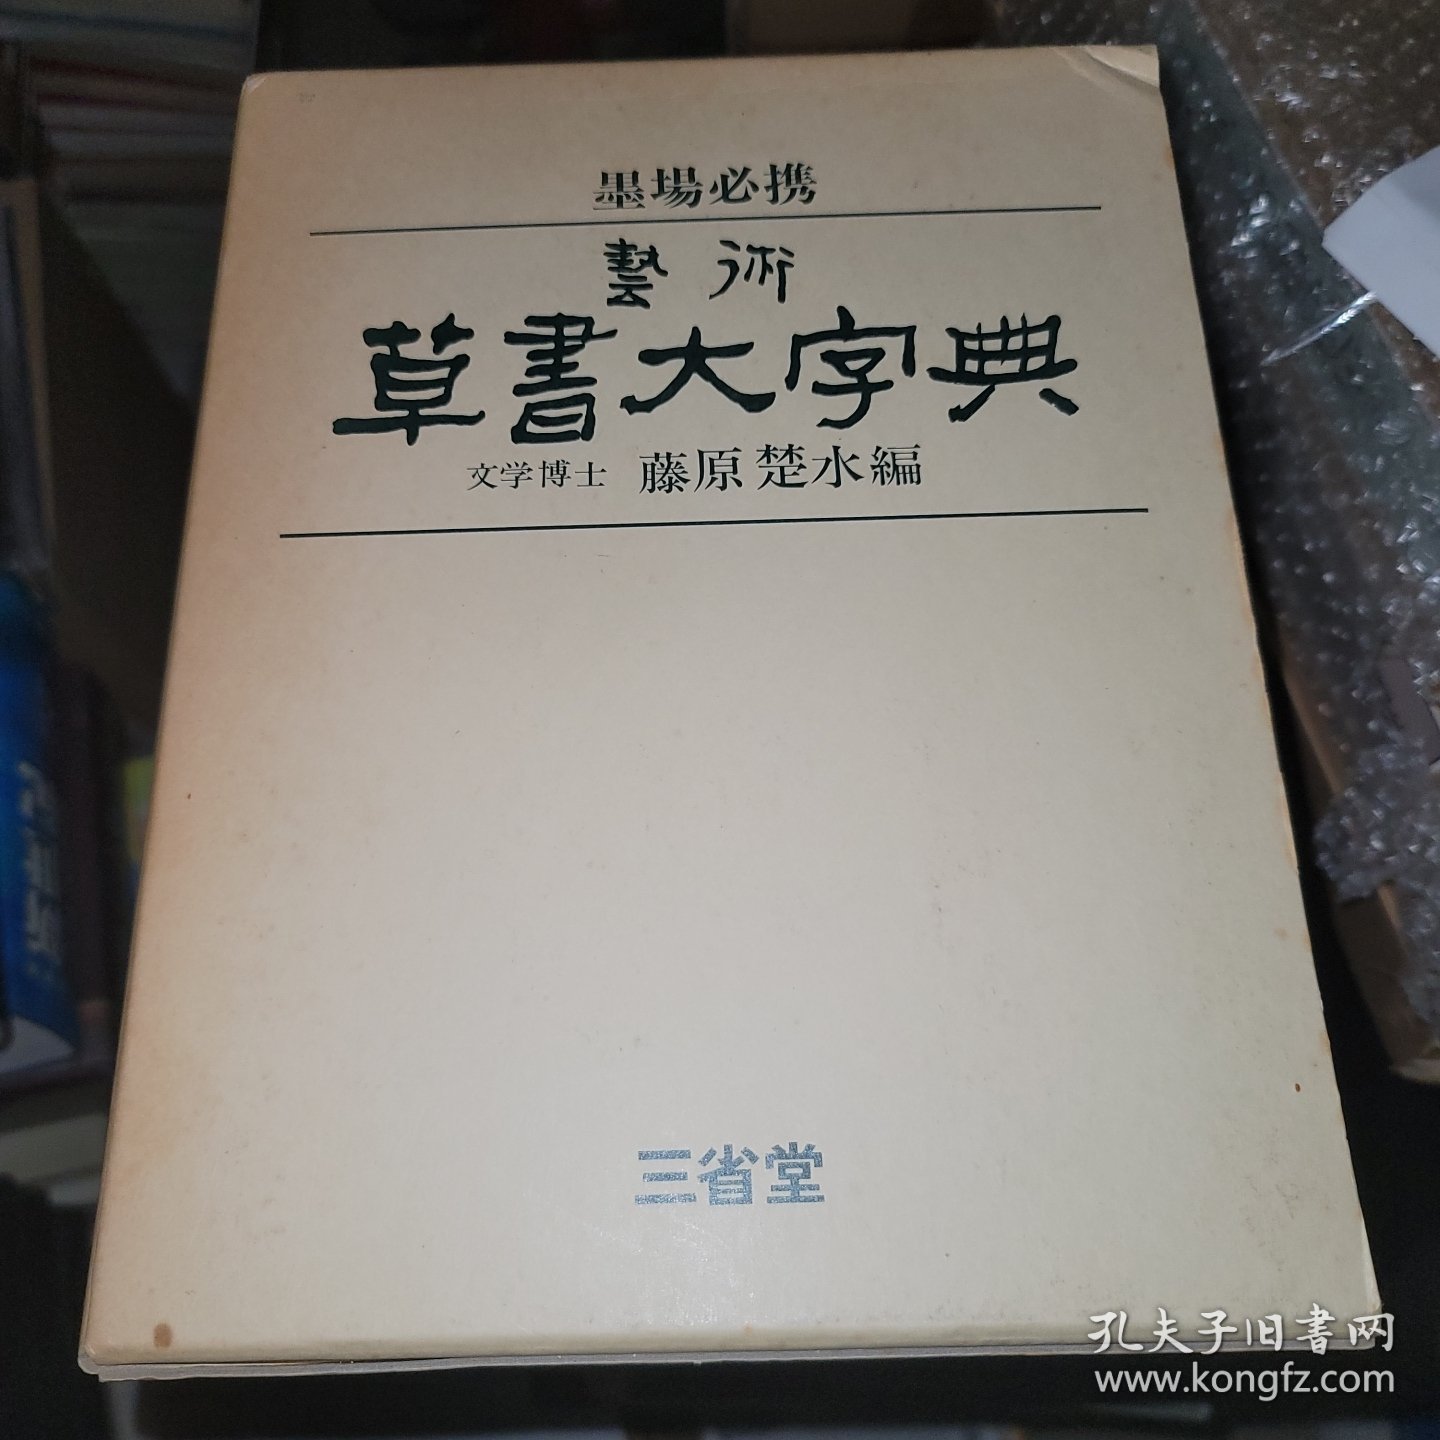 墨場必携
藝術
草書大字典
文学博士 藤原楚水編
三省堂
孔夫子旧書网
www.kongfz.com